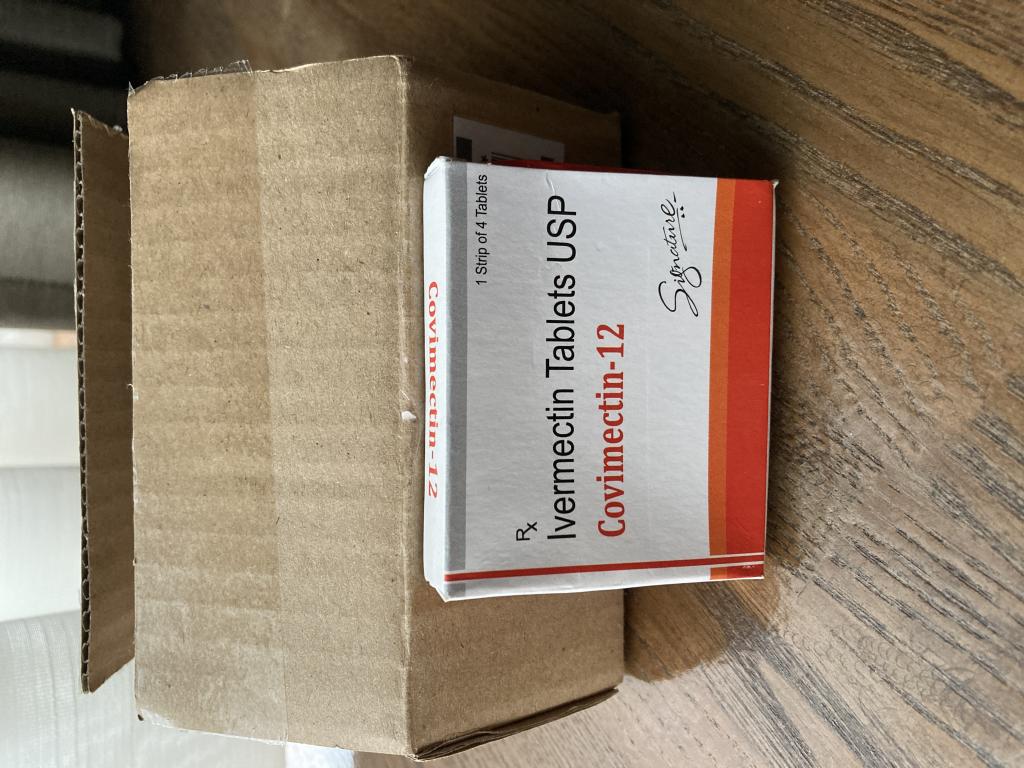 Covimectin-12
1 Strip of 4 Tablets
Rx
Ivermectin Tablets USP
Covimectin-12
Signature